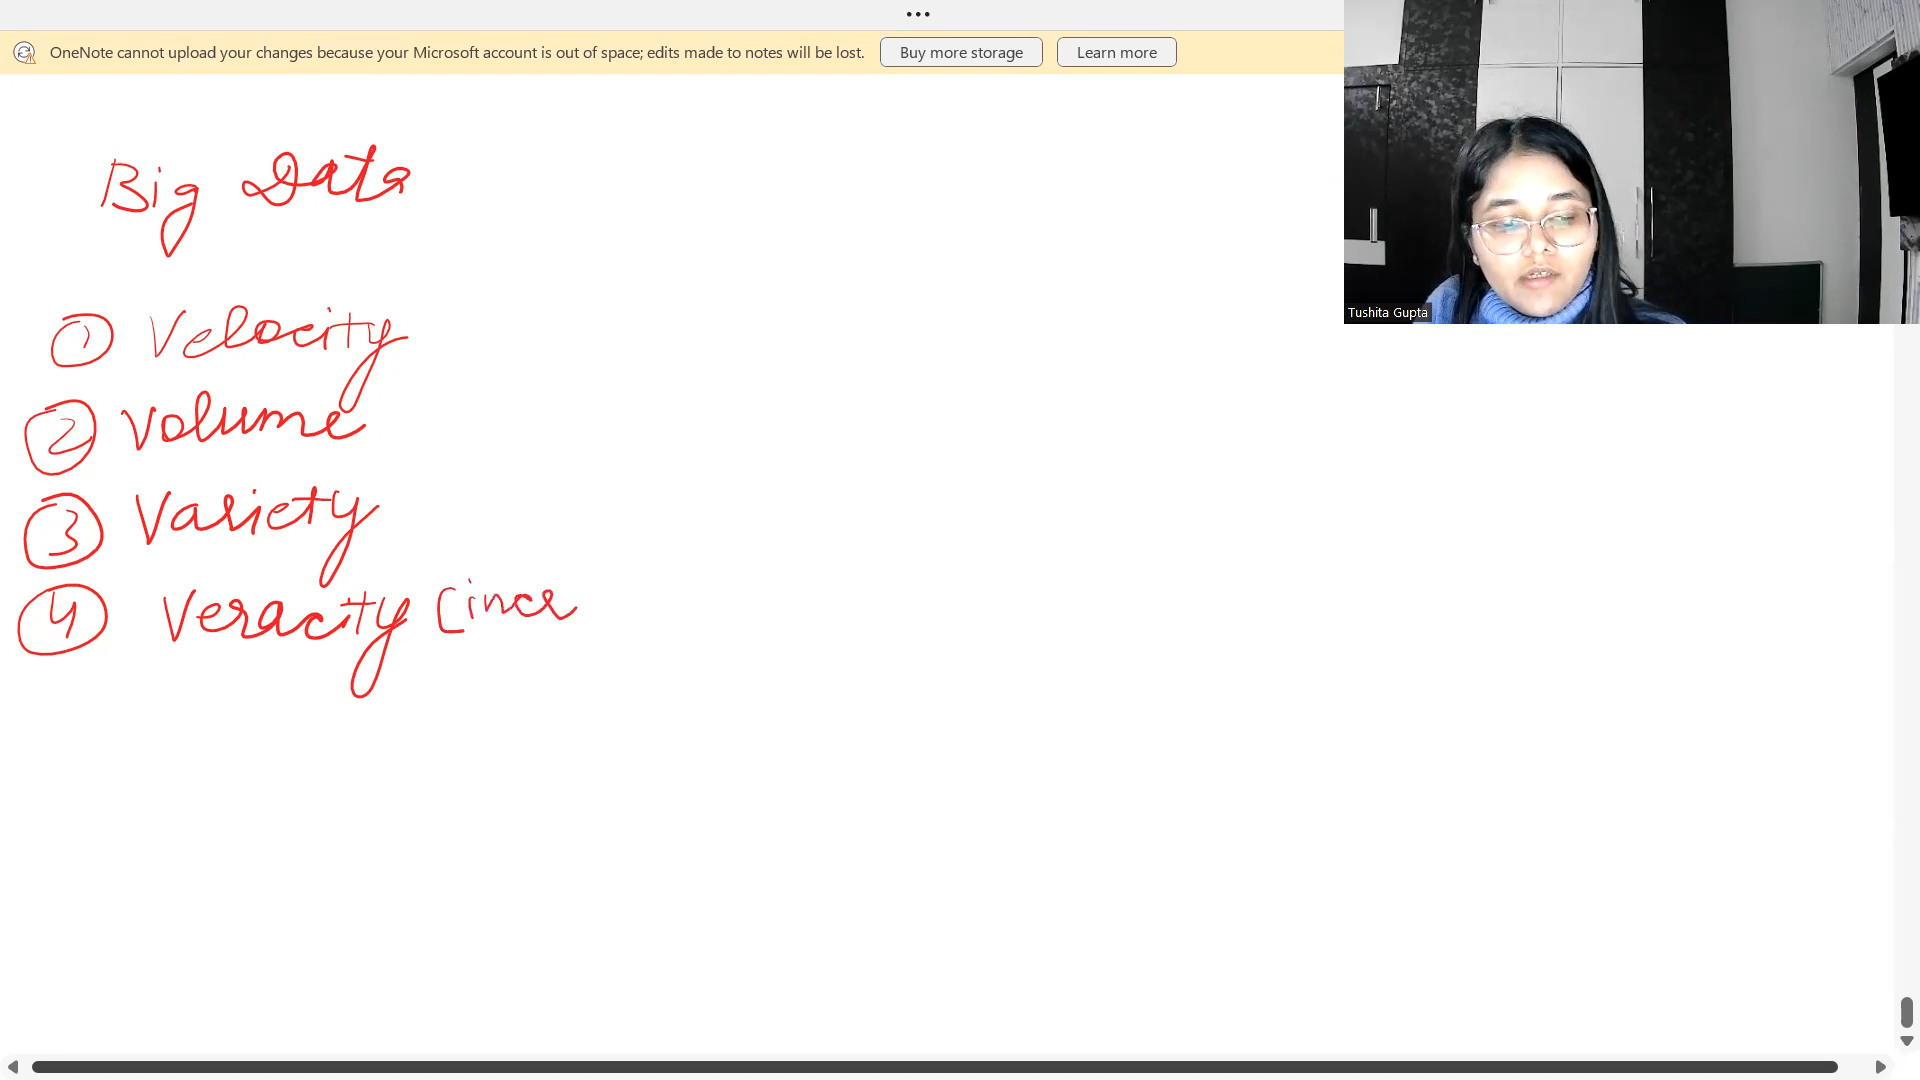 OneNote cannot upload your changes because your Microsoft account is out of space; edits made to notes will be lost. Buy more storage Learn more
Tushita Gupta
Big Data
1 Velocity
2 Volume
3 Variety
4 Veracity [ince